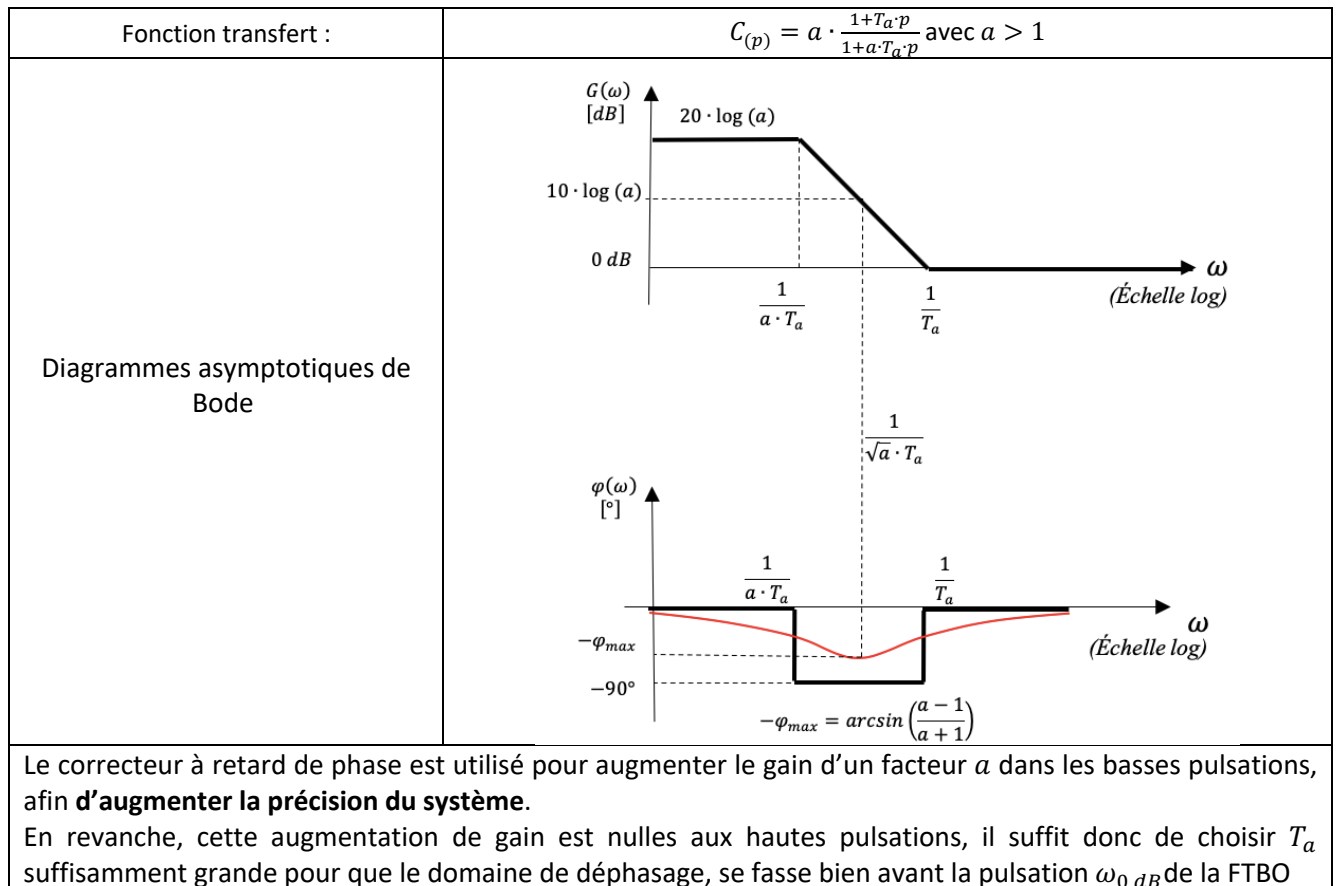 Fonction transfert :
C₍ₚ₎ = a · (1+Tₐ·p)/(1+a·Tₐ·p) avec a > 1
Diagrammes asymptotiques de
Bode
G(ω)
[dB]
20 · log (a)
10 · log (a)
0 dB
1/(a · Tₐ)
1/Tₐ
ω
(Échelle log)
1/(√a · Tₐ)
φ(ω)
[°]
1/(a · Tₐ)
1/Tₐ
ω
(Échelle log)
−φₘₐₓ
−90°
−φₘₐₓ = arcsin((a − 1)/(a + 1))
Le correcteur à retard de phase est utilisé pour augmenter le gain d’un facteur a dans les basses pulsations,
afin d’augmenter la précision du système.
En revanche, cette augmentation de gain est nulles aux hautes pulsations, il suffit donc de choisir Tₐ
suffisamment grande pour que le domaine de déphasage, se fasse bien avant la pulsation ω₀ dB de la FTBO